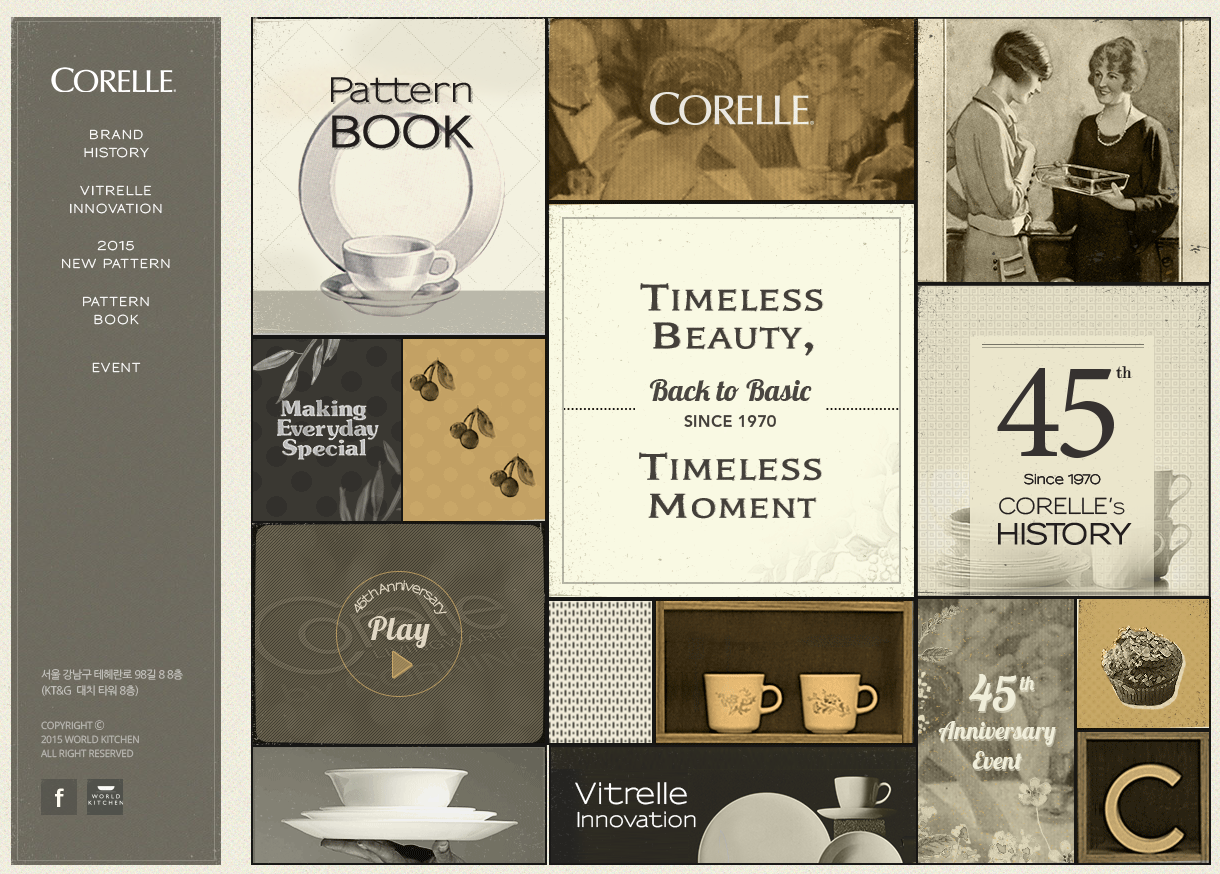 CORELLE
BRAND
HISTORY
VITRELLE
INNOVATION
2015
NEW PATTERN
PATTERN
BOOK
EVENT
서울 강남구 테헤란로 98길 8 8층
(KT&G 대치 타워 8층)
COPYRIGHT ©
2015 WORLD KITCHEN
ALL RIGHT RESERVED
f
WORLD
KITCHEN
Pattern
BOOK
CORELLE
TIMELESS
BEAUTY,
Back to Basic
SINCE 1970
TIMELESS
MOMENT
45th
Since 1970
CORELLE's
HISTORY
Making
Everyday
Special
45th Anniversary
Play
Vitrelle
Innovation
45th
Anniversary
Event
C